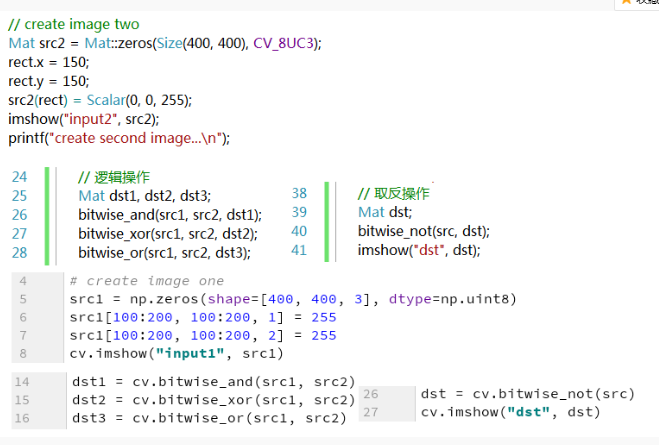 // create image two
Mat src2 = Mat::zeros(Size(400, 400), CV_8UC3);
rect.x = 150;
rect.y = 150;
src2(rect) = Scalar(0, 0, 255);
imshow("input2", src2);
printf("create second image...\n");
24 // 逻辑操作
25 Mat dst1, dst2, dst3;
26 bitwise_and(src1, src2, dst1);
27 bitwise_xor(src1, src2, dst2);
28 bitwise_or(src1, src2, dst3);
38 // 取反操作
39 Mat dst;
40 bitwise_not(src, dst);
41 imshow("dst", dst);
4 # create image one
5 src1 = np.zeros(shape=[400, 400, 3], dtype=np.uint8)
6 src1[100:200, 100:200, 1] = 255
7 src1[100:200, 100:200, 2] = 255
8 cv.imshow("input1", src1)
14 dst1 = cv.bitwise_and(src1, src2)
15 dst2 = cv.bitwise_xor(src1, src2)
16 dst3 = cv.bitwise_or(src1, src2)
26 dst = cv.bitwise_not(src)
27 cv.imshow("dst", dst)